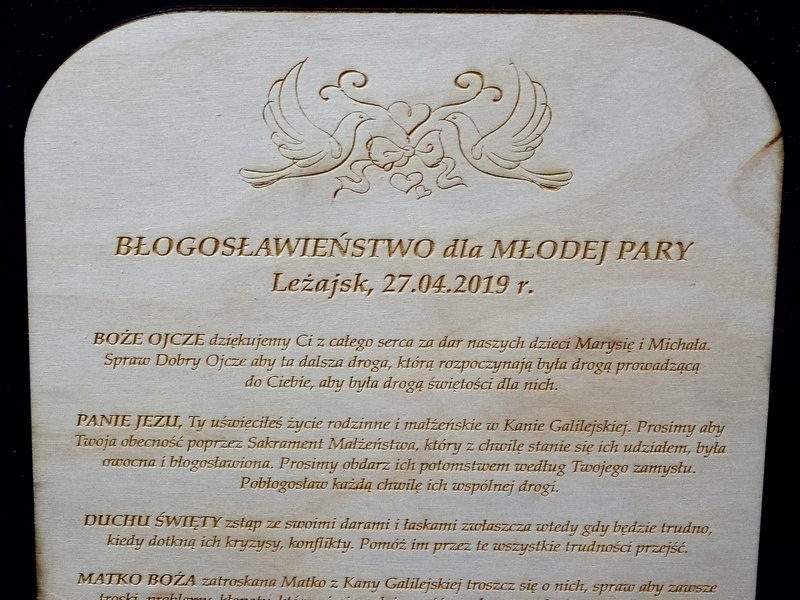 BŁOGOSŁAWIEŃSTWO dla MŁODEJ PARY
Leżajsk, 27.04.2019 r.
BOŻE OJCZE dziękujemy Ci z całego serca za dar naszych dzieci Marysię i Michała.
Spraw Dobry Ojcze aby ta dalsza droga, którą rozpoczynają była drogą prowadzącą
do Ciebie, aby była drogą świętości dla nich.
PANIE JEZU, Ty uświęciłeś życie rodzinne i małżeńskie w Kanie Galilejskiej. Prosimy aby
Twoja obecność poprzez Sakrament Małżeństwa, który z chwilę stanie się ich udziałem, była
owocna i błogosławiona. Prosimy obdarz ich potomstwem według Twojego zamysłu.
Pobłogosław każdą chwilę ich wspólnej drogi.
DUCHU ŚWIĘTY zstąp ze swoimi darami i łaskami zwłaszcza wtedy gdy będzie trudno,
kiedy dotkną ich kryzysy, konflikty. Pomóż im przez te wszystkie trudności przejść.
MATKO BOŻA zatroskana Matko z Kany Galilejskiej troszcz się o nich, spraw aby zawsze
troski, problemy, kłopoty, które